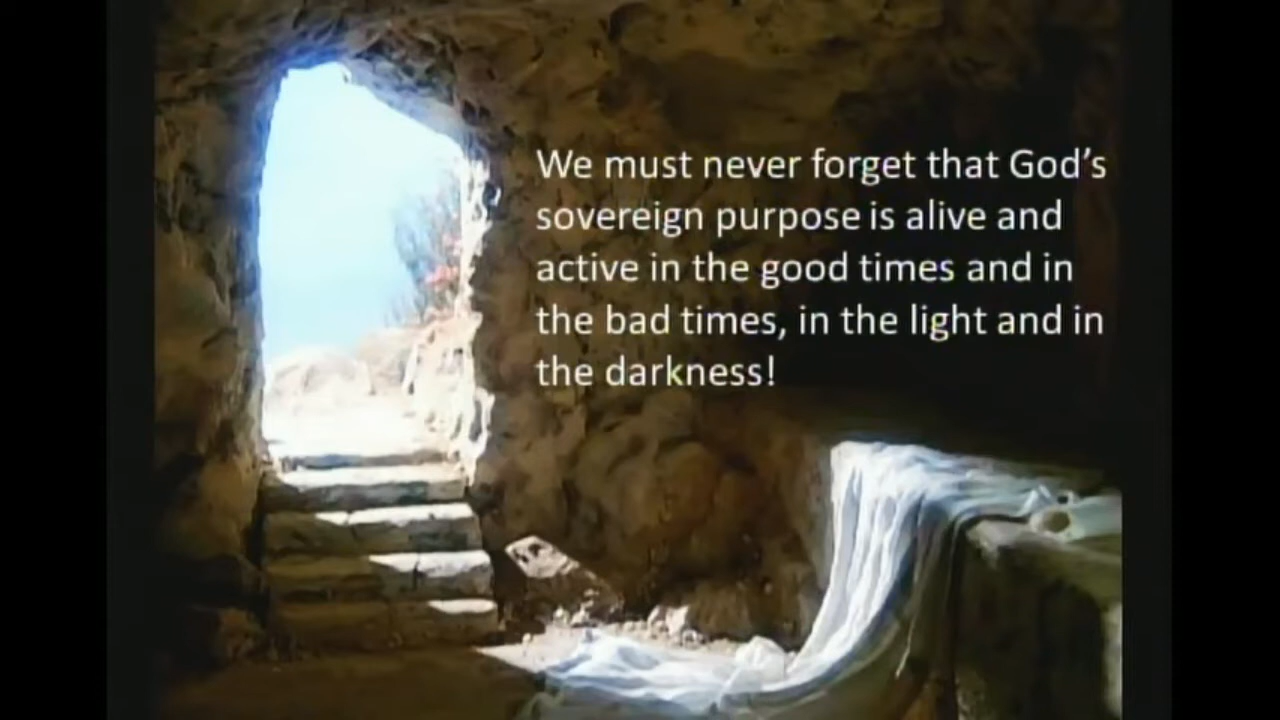 We must never forget that God’s
sovereign purpose is alive and
active in the good times and in
the bad times, in the light and in
the darkness!